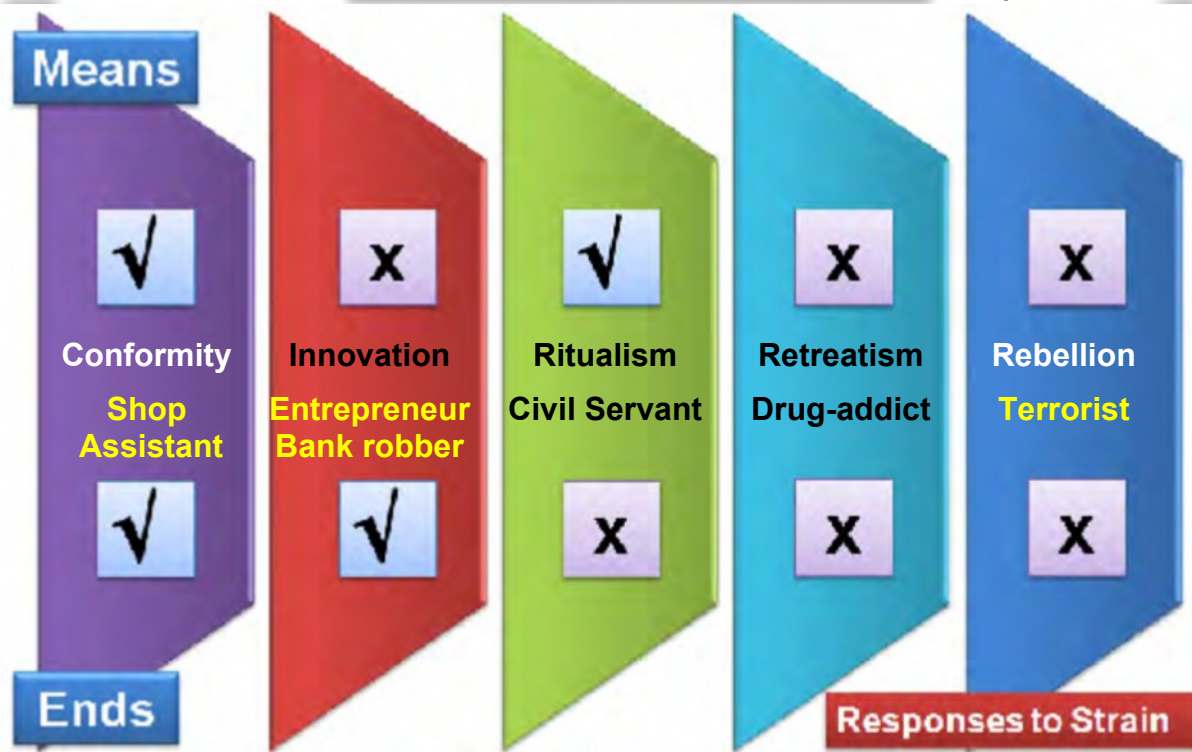 Means
√ x √ x x
Conformity Innovation Ritualism Retreatism Rebellion
Shop Entrepreneur Civil Servant Drug-addict Terrorist
Assistant Bank robber
√ √ x x x
Ends
Responses to Strain